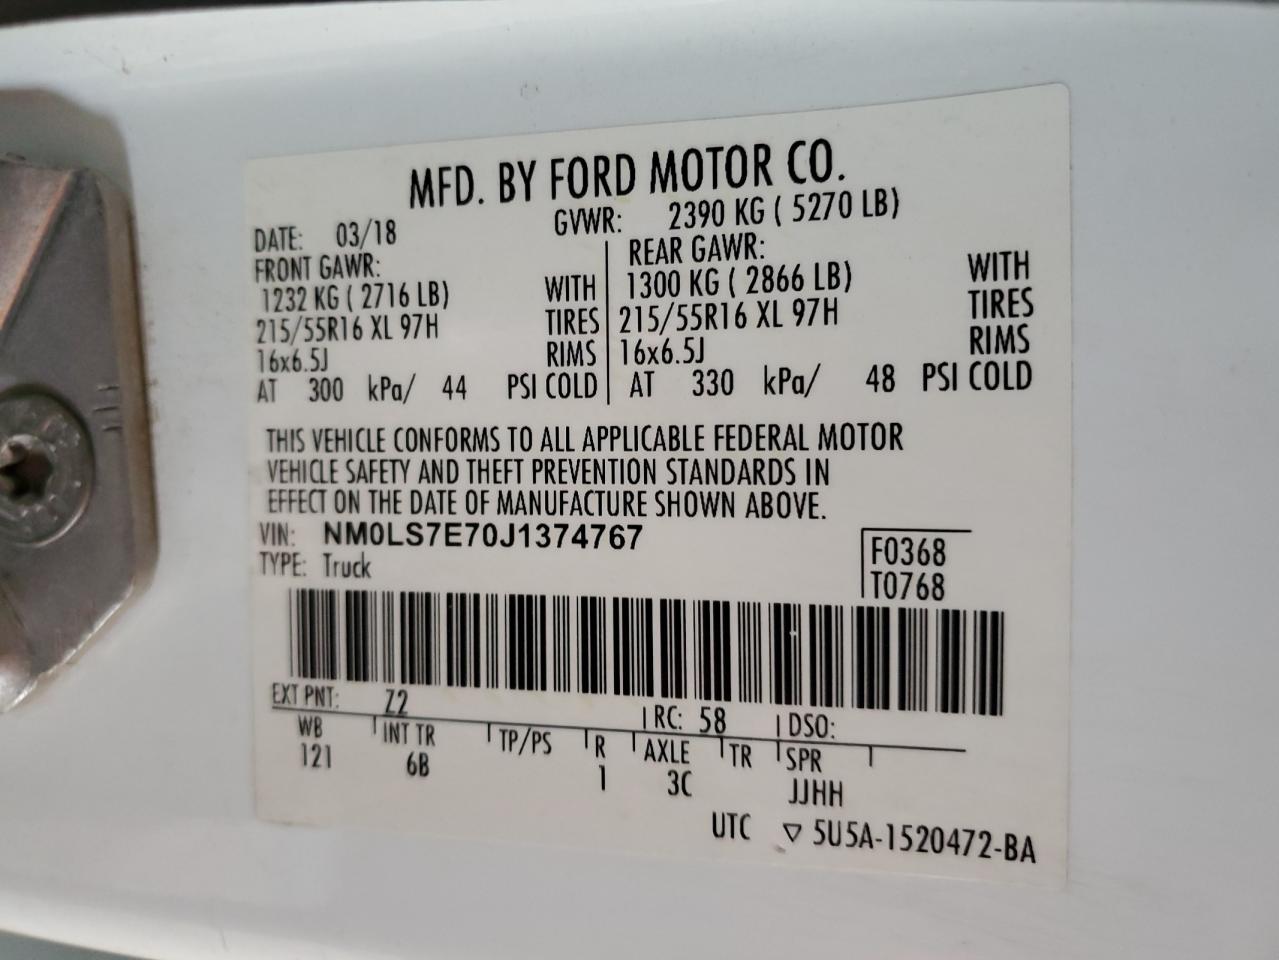 MFD. BY FORD MOTOR CO.
DATE: 03/18 GVWR: 2390 KG ( 5270 LB)
FRONT GAWR: REAR GAWR:
1232 KG ( 2716 LB) WITH 1300 KG ( 2866 LB) WITH
215/55R16 XL 97H TIRES 215/55R16 XL 97H TIRES
16x6.5J RIMS 16x6.5J RIMS
AT 300 kPa/ 44 PSI COLD AT 330 kPa/ 48 PSI COLD
THIS VEHICLE CONFORMS TO ALL APPLICABLE FEDERAL MOTOR
VEHICLE SAFETY AND THEFT PREVENTION STANDARDS IN
EFFECT ON THE DATE OF MANUFACTURE SHOWN ABOVE.
VIN: NM0LS7E70J1374767
F0368
TYPE: Truck
T0768
EXT PNT: Z2 RC: 58 DSO:
WB INT TR TP/PS R AXLE TR SPR
121 6B 1 3C JJHH
UTC ▽ 5U5A-1520472-BA